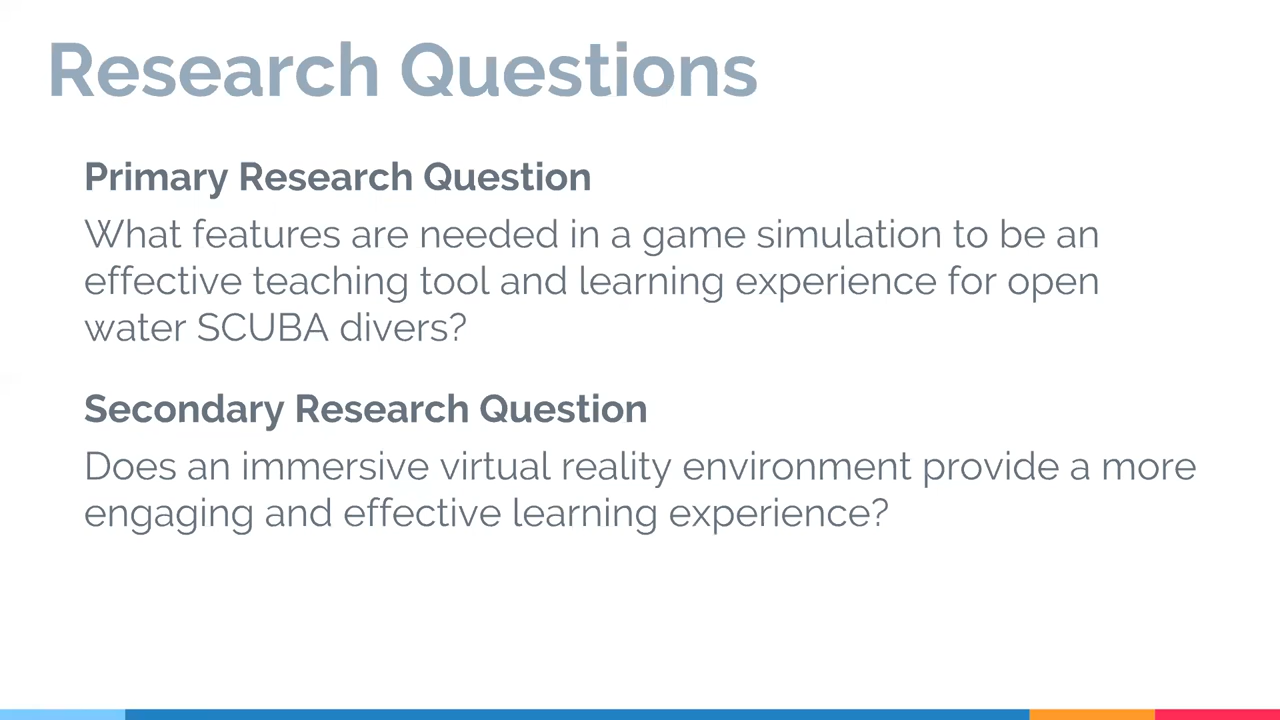 Research Questions
Primary Research Question
What features are needed in a game simulation to be an
effective teaching tool and learning experience for open
water SCUBA divers?
Secondary Research Question
Does an immersive virtual reality environment provide a more
engaging and effective learning experience?